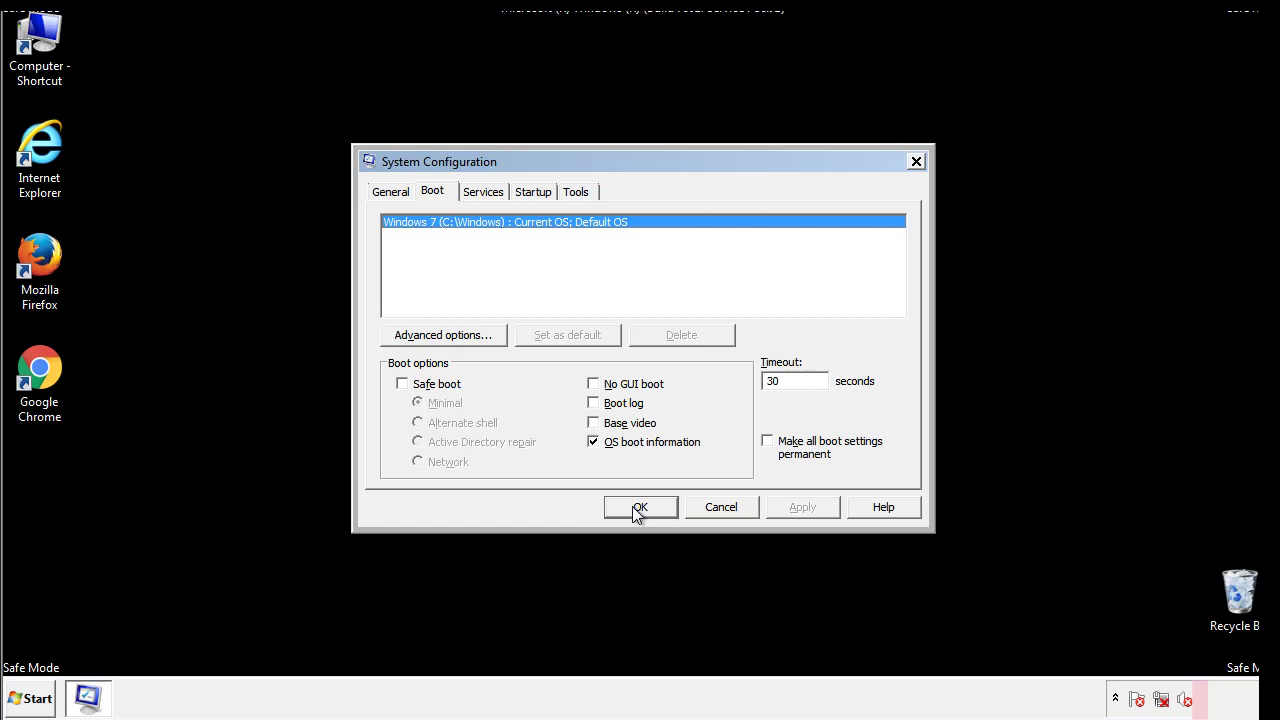 Computer -
Shortcut
Internet
Explorer
Mozilla
Firefox
Google
Chrome
System Configuration
General Boot Services Startup Tools
Windows 7 (C:\Windows) : Current OS; Default OS
Advanced options... Set as default Delete
Boot options
Timeout:
Safe boot
No GUI boot
30 seconds
Minimal
Boot log
Alternate shell
Base video
Active Directory repair
OS boot information
Make all boot settings
permanent
Network
OK Cancel Apply Help
Recycle B
Safe Mode
Safe M
Start